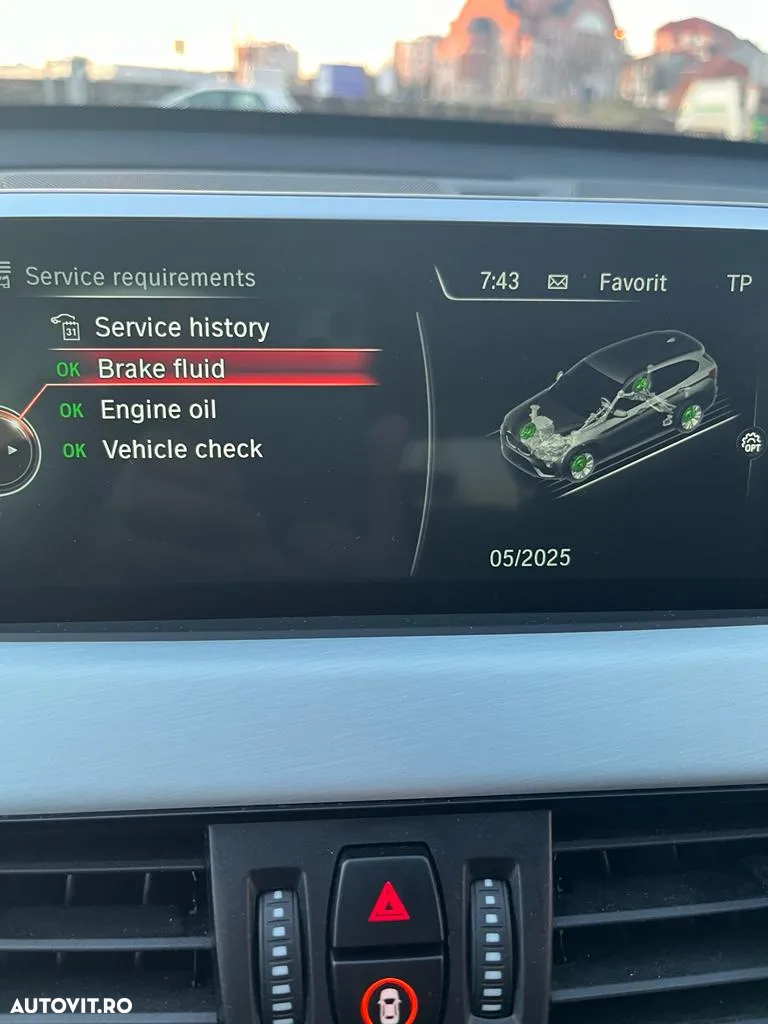 Service requirements
7:43 Favorit TP
Service history
31
OK Brake fluid
OK Engine oil
OK Vehicle check
OPT
05/2025
AUTOVIT.RO